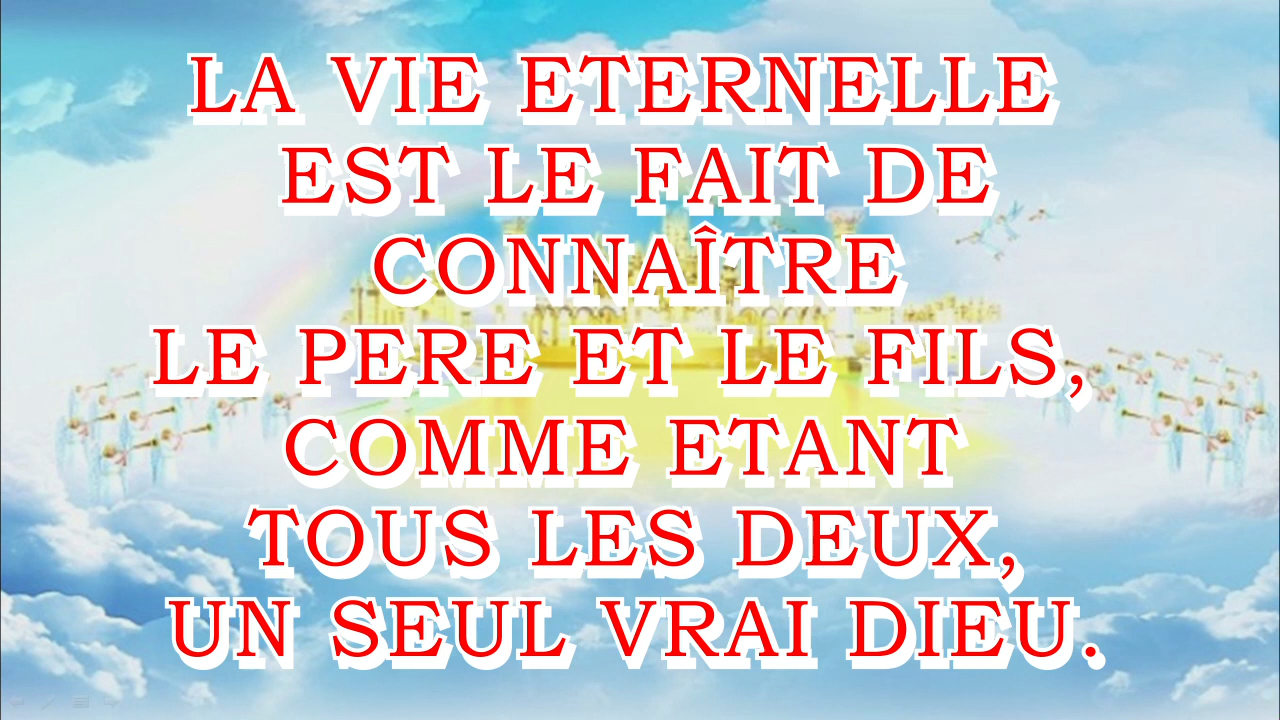 LA VIE ETERNELLE
EST LE FAIT DE
CONNAÎTRE
LE PERE ET LE FILS,
COMME ETANT
TOUS LES DEUX,
UN SEUL VRAI DIEU.